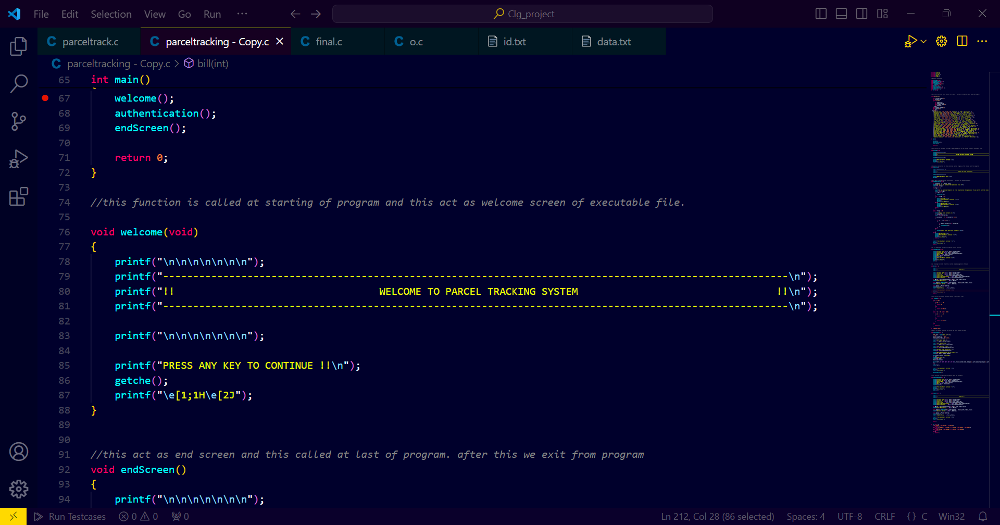 File Edit Selection View Go Run ··· Clg_project
parceltrack.c parceltracking - Copy.c final.c o.c id.txt data.txt
parceltracking - Copy.c > bill(int)
65 int main()
67 welcome();
68 authentication();
69 endScreen();
70
71 return 0;
72 }
73
74 //this function is called at starting of program and this act as welcome screen of executable file.
75
76 void welcome(void)
77 {
78 printf("\n\n\n\n\n\n\n");
79 printf("--------------------------------------------------------------------------------------------------------\n");
80 printf("!! WELCOME TO PARCEL TRACKING SYSTEM !!\n");
81 printf("--------------------------------------------------------------------------------------------------------\n");
82
83 printf("\n\n\n\n\n\n\n");
84
85 printf("PRESS ANY KEY TO CONTINUE !!\n");
86 getche();
87 printf("\e[1;1H\e[2J");
88 }
89
90
91 //this act as end screen and this called at last of program. after this we exit from program
92 void endScreen()
93 {
94 printf("\n\n\n\n\n\n\n");
Run Testcases 0 0 0 Ln 212, Col 28 (86 selected) Spaces: 4 UTF-8 CRLF {} C Win32